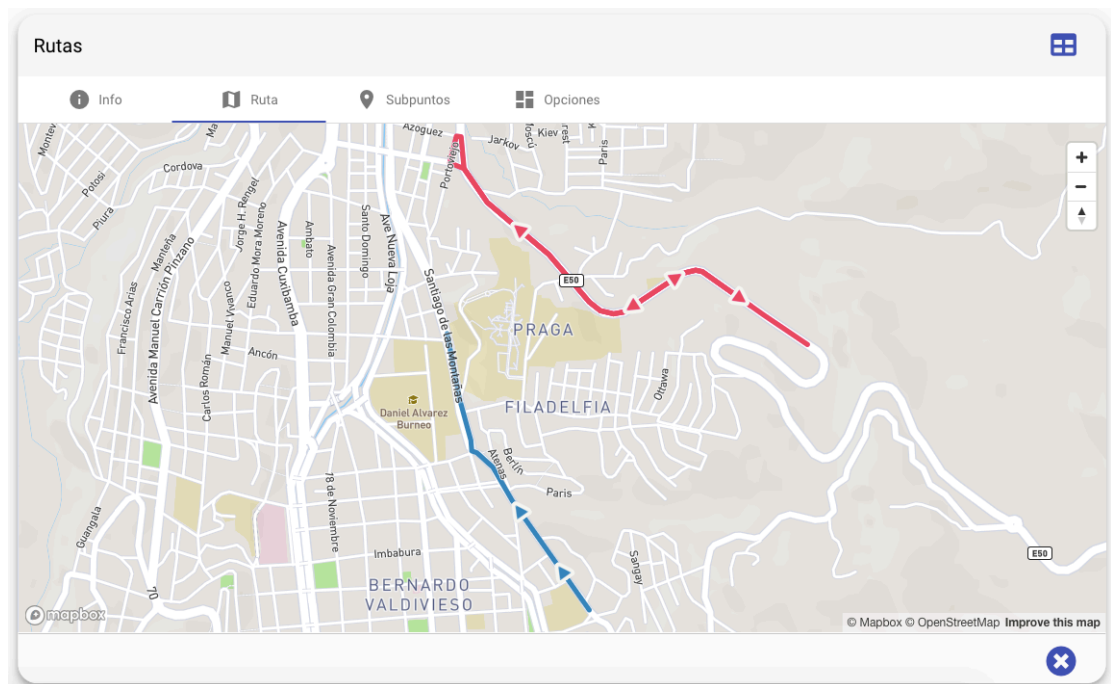 Rutas
Info
Ruta
Subpuntos
Opciones
Azoguez
Jarkov
Kiev
Paris
Portoviejo
Cordova
Potosi
Piura
Jorge H. Rengel
Eduardo Mora Moreno
Manteña
Avenida Manuel Carrión Pinzano
Francisco Arias
Manuel Vivanco
Avenida Cuxibamba
Ambato
Avenida Gran Colombia
Santo Domingo
Ave Nueva Loja
Santiago de las Montañas
E50
PRAGA
Ancón
Carlos Román
Ottawa
Daniel Alvarez
Burneo
FILADELFIA
Berlín
Atenas
Paris
18 de Noviembre
Guangala
Imbabura
Sangay
E50
BERNARDO
VALDIVIESO
70
mapbox
© Mapbox © OpenStreetMap Improve this map